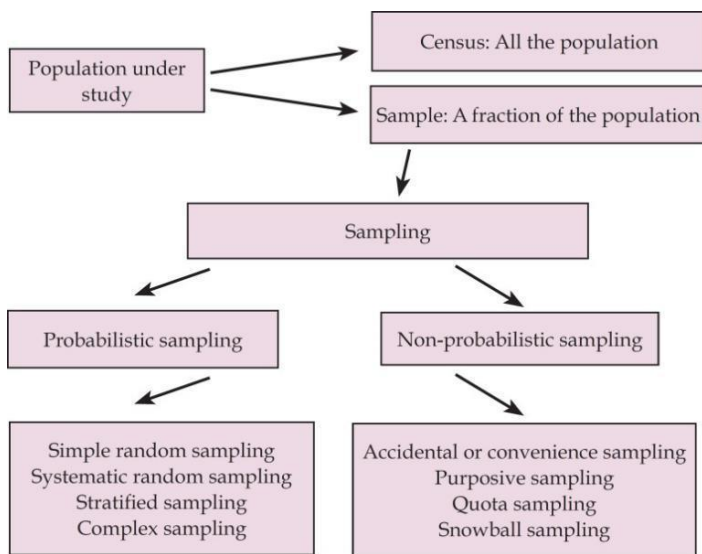 Population under
study
Census: All the population
Sample: A fraction of the population
Sampling
Probabilistic sampling
Non-probabilistic sampling
Simple random sampling
Systematic random sampling
Stratified sampling
Complex sampling
Accidental or convenience sampling
Purposive sampling
Quota sampling
Snowball sampling